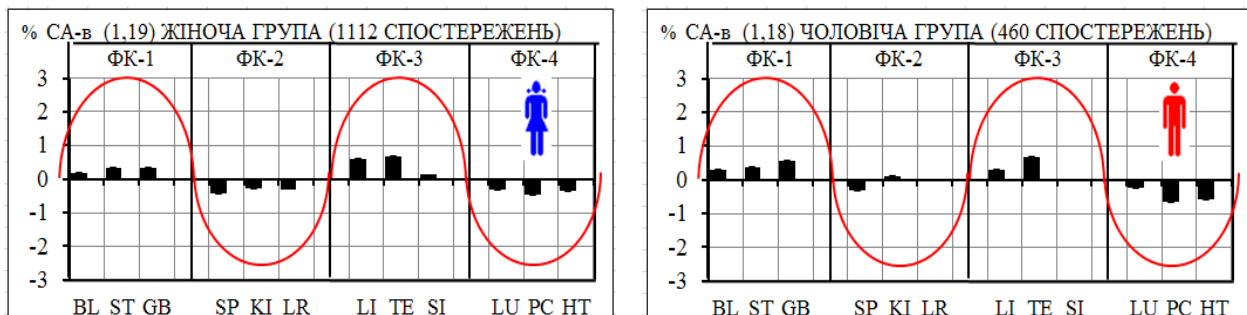 % СА-в (1,19) ЖІНОЧА ГРУПА (1112 СПОСТЕРЕЖЕНЬ)
ФК-1 ФК-2 ФК-3 ФК-4
3
2
1
0
-1
-2
-3
BL ST GB SP KI LR LI TE SI LU PC HT
% СА-в (1,18) ЧОЛОВІЧА ГРУПА (460 СПОСТЕРЕЖЕНЬ)
ФК-1 ФК-2 ФК-3 ФК-4
3
2
1
0
-1
-2
-3
BL ST GB SP KI LR LI TE SI LU PC HT